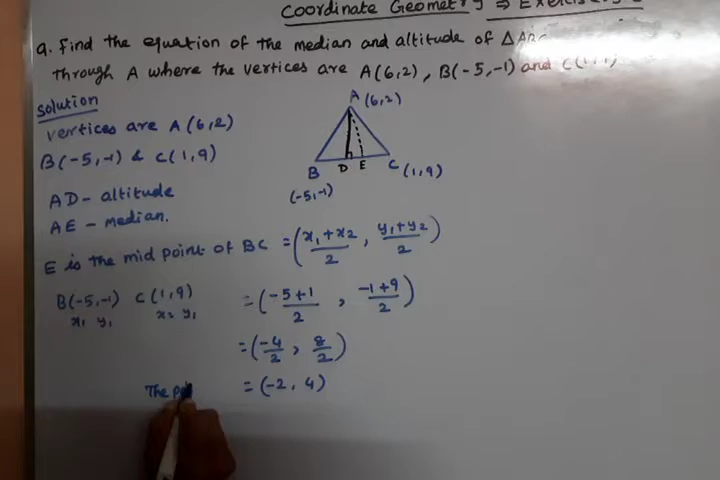 Coordinate Geometry ⇒
9. Find the equation of the median and altitude of Δ
through A where the vertices are A(6,2), B(-5,-1) and
Solution
vertices are A(6,2)
B(-5,-1) & C(1,9)
AD - altitude
AE - median.
A (6,2)
B D E C (1,9)
(-5,-1)
E is the mid point of BC = (x₁+x₂/2, y₁+y₂/2)
B(-5,-1) C(1,9) = (-5+1/2, -1+9/2)
x₁ y₁ x₂ y₁
= (-4/2, 8/2)
The = (-2, 4)